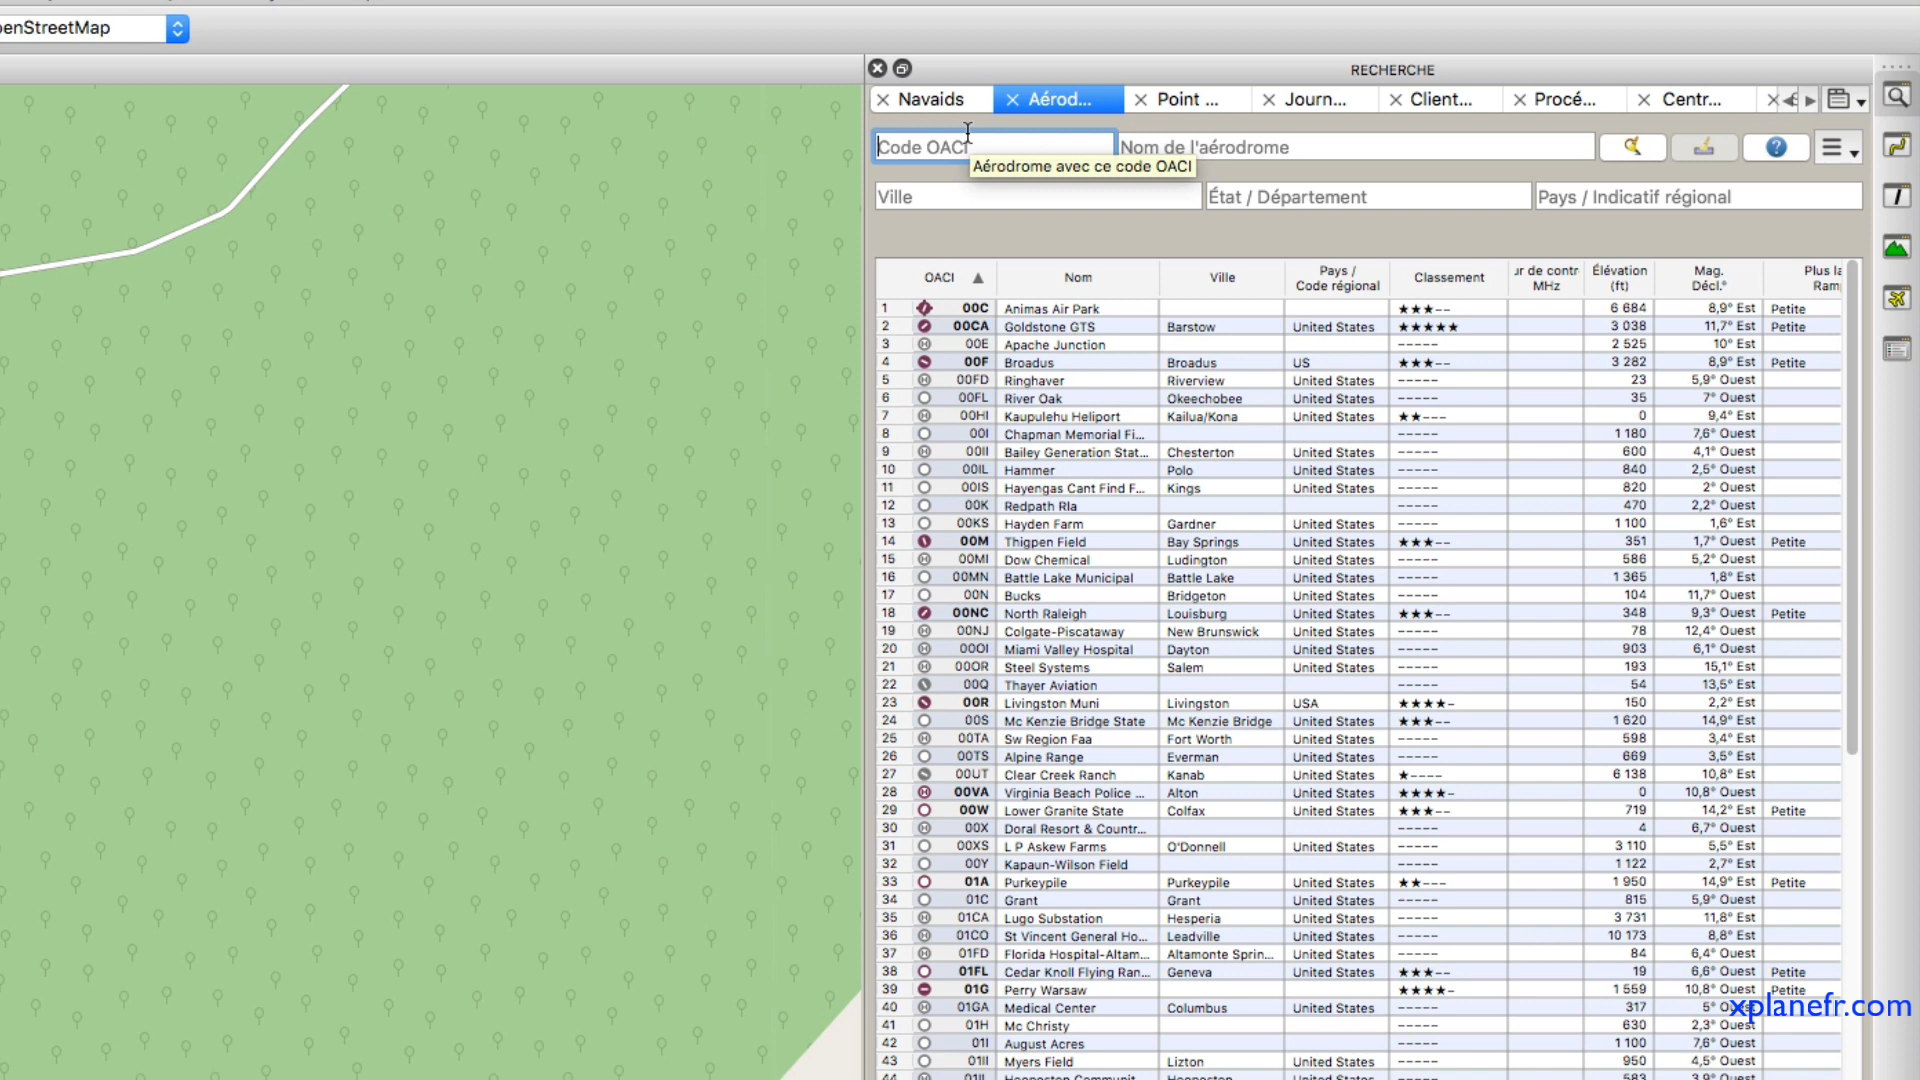 penStreetMap
RECHERCHE
Navaids Aérod... Point ... Journ... Client... Procé... Centr...
Code OACI Nom de l'aérodrome
Aérodrome avec ce code OACI
Ville État / Département Pays / Indicatif régional
OACI Nom Ville Pays / Code régional Classement ur de contr MHz Élévation (ft) Mag. Décl.° Plus la Ram
1 00C Animas Air Park ★★★-- 6 684 8,9° Est Petite
2 00CA Goldstone GTS Barstow United States ★★★★★ 3 038 11,7° Est Petite
3 00E Apache Junction ----- 2 525 10° Est
4 00F Broadus Broadus US ★★★-- 3 282 8,9° Est Petite
5 00FD Ringhaver Riverview United States ----- 23 5,9° Ouest
6 00FL River Oak Okeechobee United States ----- 35 7° Ouest
7 00HI Kaupulehu Heliport Kailua/Kona United States ★★--- 0 9,4° Est
8 00I Chapman Memorial Fi... ----- 1 180 7,6° Ouest
9 00II Bailey Generation Stat... Chesterton United States ----- 600 4,1° Ouest
10 00IL Hammer Polo United States ----- 840 2,5° Ouest
11 00IS Hayengas Cant Find F... Kings United States ----- 820 2° Ouest
12 00K Redpath Rla ----- 470 2,2° Ouest
13 00KS Hayden Farm Gardner United States ----- 1 100 1,6° Est
14 00M Thigpen Field Bay Springs United States ★★★-- 351 1,7° Ouest Petite
15 00MI Dow Chemical Ludington United States ----- 586 5,2° Ouest
16 00MN Battle Lake Municipal Battle Lake United States ----- 1 365 1,8° Est
17 00N Bucks Bridgeton United States ----- 104 11,7° Ouest
18 00NC North Raleigh Louisburg United States ★★★-- 348 9,3° Ouest Petite
19 00NJ Colgate-Piscataway New Brunswick United States ----- 78 12,4° Ouest
20 00OI Miami Valley Hospital Dayton United States ----- 903 6,1° Ouest
21 00OR Steel Systems Salem United States ----- 193 15,1° Est
22 00Q Thayer Aviation ----- 54 13,5° Est
23 00R Livingston Muni Livingston USA ★★★★- 150 2,2° Est Petite
24 00S Mc Kenzie Bridge State Mc Kenzie Bridge United States ★★★-- 1 620 14,9° Est
25 00TA Sw Region Faa Fort Worth United States ----- 598 3,4° Est
26 00TS Alpine Range Everman United States ----- 669 3,5° Est
27 00UT Clear Creek Ranch Kanab United States ★---- 6 138 10,8° Est
28 00VA Virginia Beach Police ... Alton United States ★★★★- 0 10,8° Ouest
29 00W Lower Granite State Colfax United States ★★★-- 719 14,2° Est Petite
30 00X Doral Resort & Countr... ----- 4 6,7° Ouest
31 00XS L P Askew Farms O'Donnell United States ----- 3 110 5,5° Est
32 00Y Kapaun-Wilson Field ----- 1 122 2,7° Est
33 01A Purkeypile Purkeypile United States ★★--- 1 950 14,9° Est Petite
34 01C Grant Grant United States ----- 815 5,9° Ouest
35 01CA Lugo Substation Hesperia United States ----- 3 731 11,8° Est
36 01CO St Vincent General Ho... Leadville United States ----- 10 173 8,8° Est
37 01FD Florida Hospital-Altam... Altamonte Sprin... United States ----- 84 6,4° Ouest
38 01FL Cedar Knoll Flying Ran... Geneva United States ★★★-- 19 6,6° Ouest Petite
39 01G Perry Warsaw ★★★★- 1 559 10,8° Ouest Petite
40 01GA Medical Center Columbus United States ----- 317 5° Ouest
xplanefr.com
41 01H Mc Christy ----- 630 2,3° Ouest
42 01I August Acres ----- 1 100 7,6° Ouest
43 01II Myers Field Lizton United States ----- 950 4,5° Ouest
44 United States 583